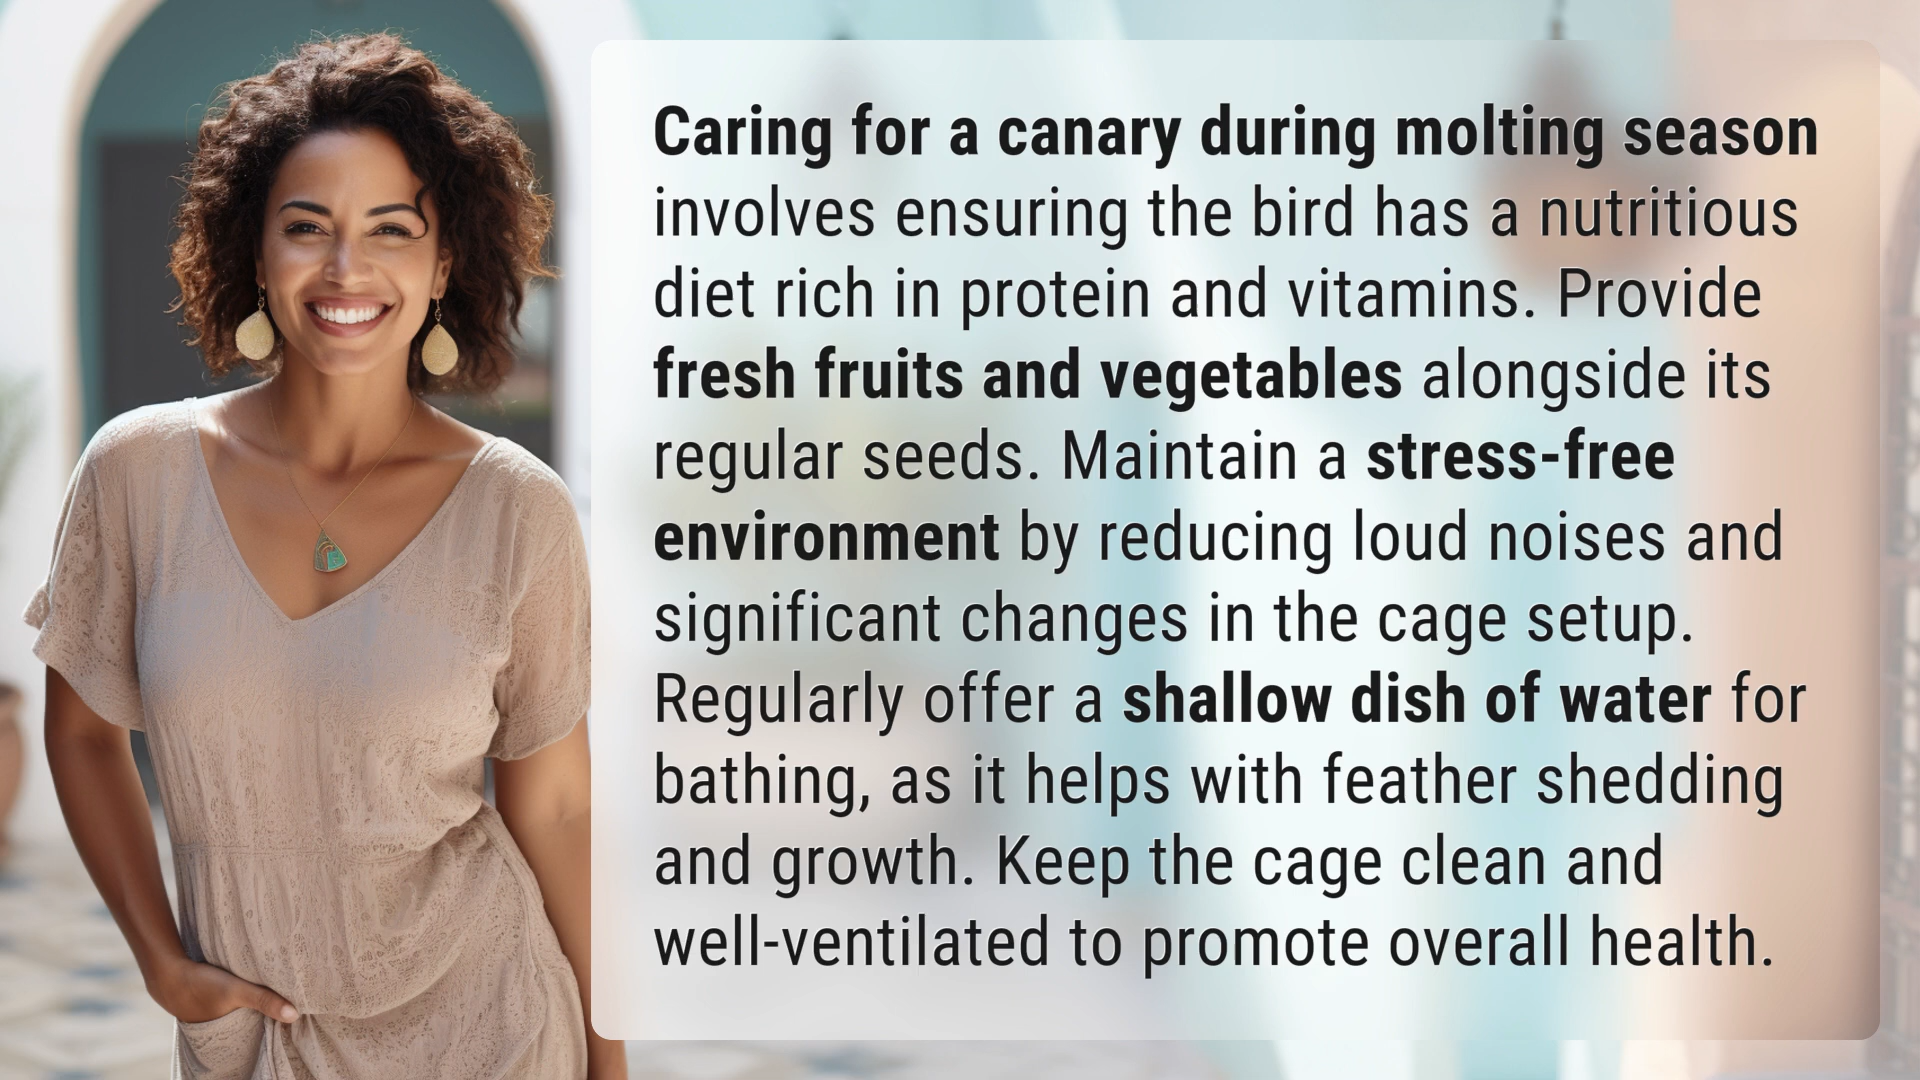 Caring for a canary during molting season
involves ensuring the bird has a nutritious
diet rich in protein and vitamins. Provide
fresh fruits and vegetables alongside its
regular seeds. Maintain a stress-free
environment by reducing loud noises and
significant changes in the cage setup.
Regularly offer a shallow dish of water for
bathing, as it helps with feather shedding
and growth. Keep the cage clean and
well-ventilated to promote overall health.